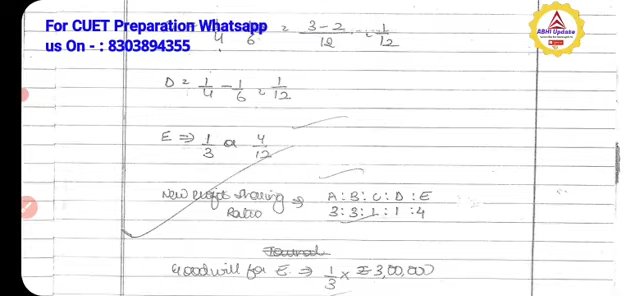 For CUET Preparation Whatsapp
us On - : 8303894355
ABHI Update
4 6 = 3-2/12 = 1/12
D = 1/4 - 1/6 = 1/12
E ⇒ 1/3 or 4/12
New Profit sharing ⇒ A : B : C : D : E
Ratio 3 : 3 : 1 : 1 : 4
Journal
Goodwill for E ⇒ 1/3 × ₹3,00,000